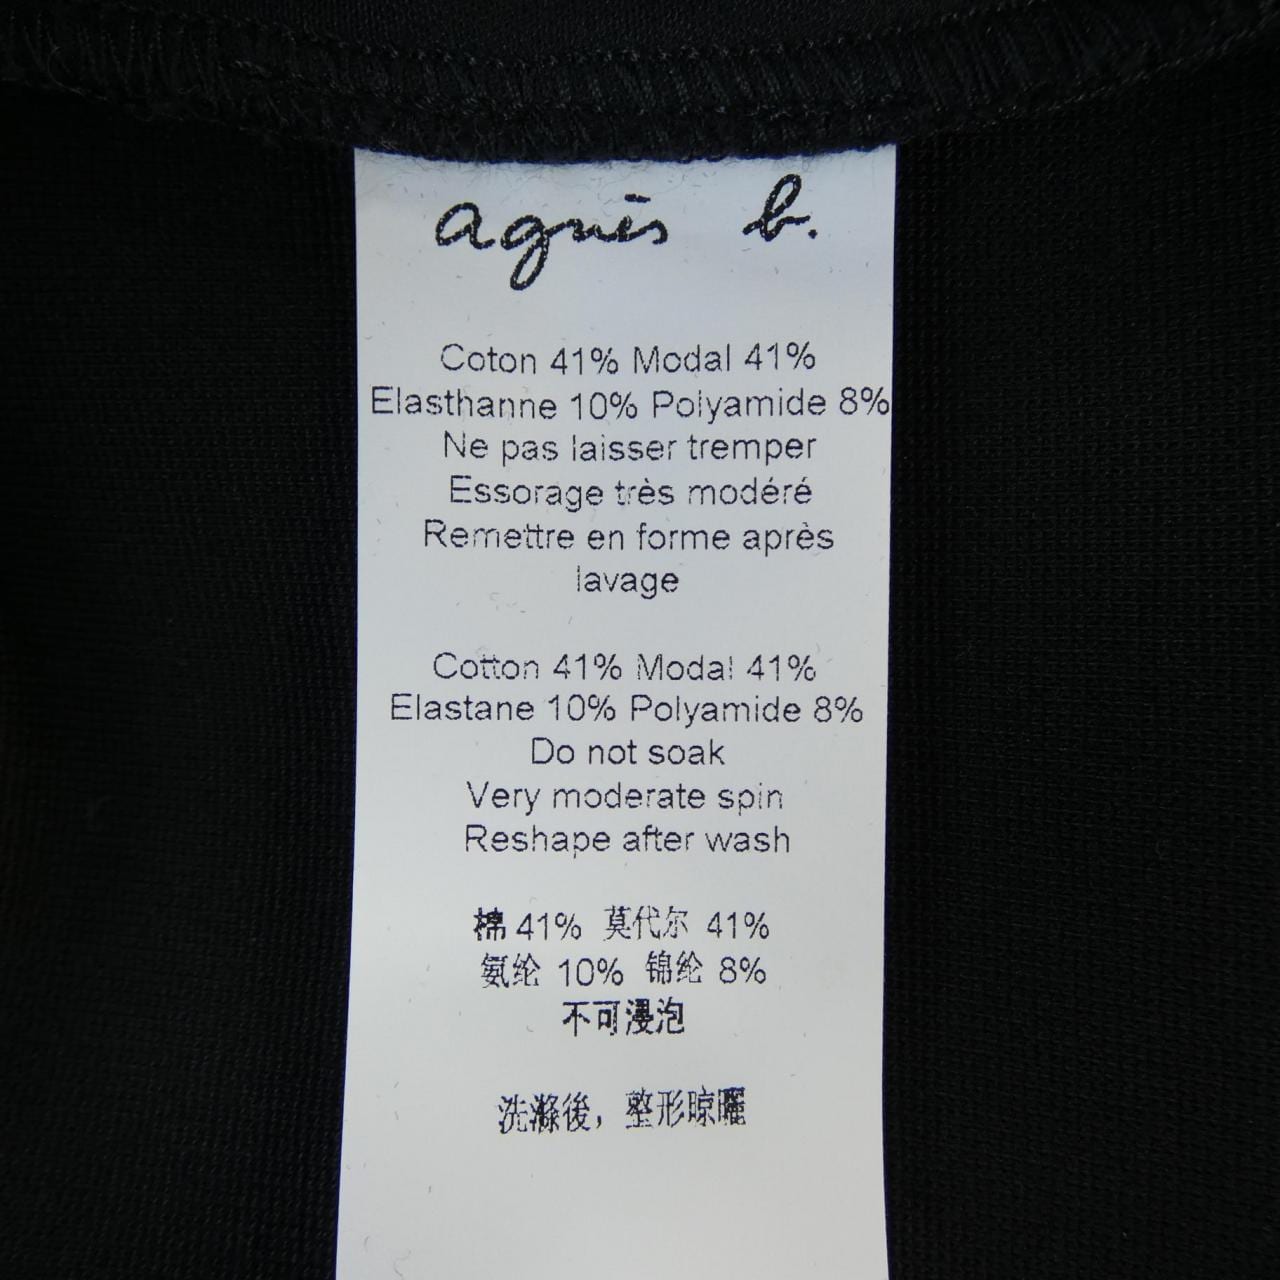 agnès b.
Coton 41% Modal 41%
Elasthanne 10% Polyamide 8%
Ne pas laisser tremper
Essorage très modéré
Remettre en forme après
lavage
Cotton 41% Modal 41%
Elastane 10% Polyamide 8%
Do not soak
Very moderate spin
Reshape after wash
棉 41% 莫代尔 41%
氨纶 10% 锦纶 8%
不可浸泡
洗滌後，整形晾曬